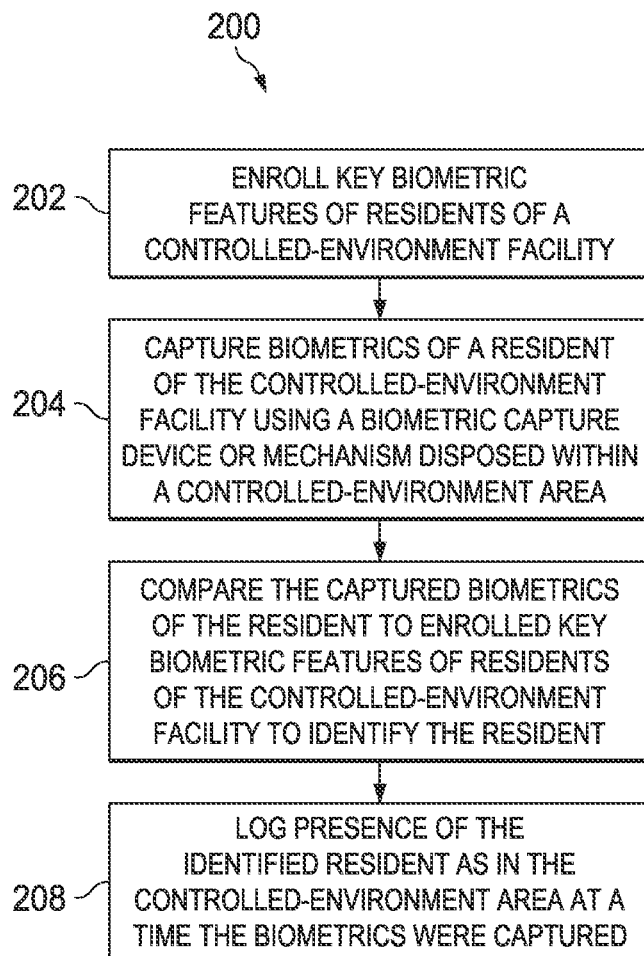 200
202
ENROLL KEY BIOMETRIC
FEATURES OF RESIDENTS OF A
CONTROLLED-ENVIRONMENT FACILITY
204
CAPTURE BIOMETRICS OF A RESIDENT
OF THE CONTROLLED-ENVIRONMENT
FACILITY USING A BIOMETRIC CAPTURE
DEVICE OR MECHANISM DISPOSED WITHIN
A CONTROLLED-ENVIRONMENT AREA
206
COMPARE THE CAPTURED BIOMETRICS
OF THE RESIDENT TO ENROLLED KEY
BIOMETRIC FEATURES OF RESIDENTS
OF THE CONTROLLED-ENVIRONMENT
FACILITY TO IDENTIFY THE RESIDENT
208
LOG PRESENCE OF THE
IDENTIFIED RESIDENT AS IN THE
CONTROLLED-ENVIRONMENT AREA AT A
TIME THE BIOMETRICS WERE CAPTURED